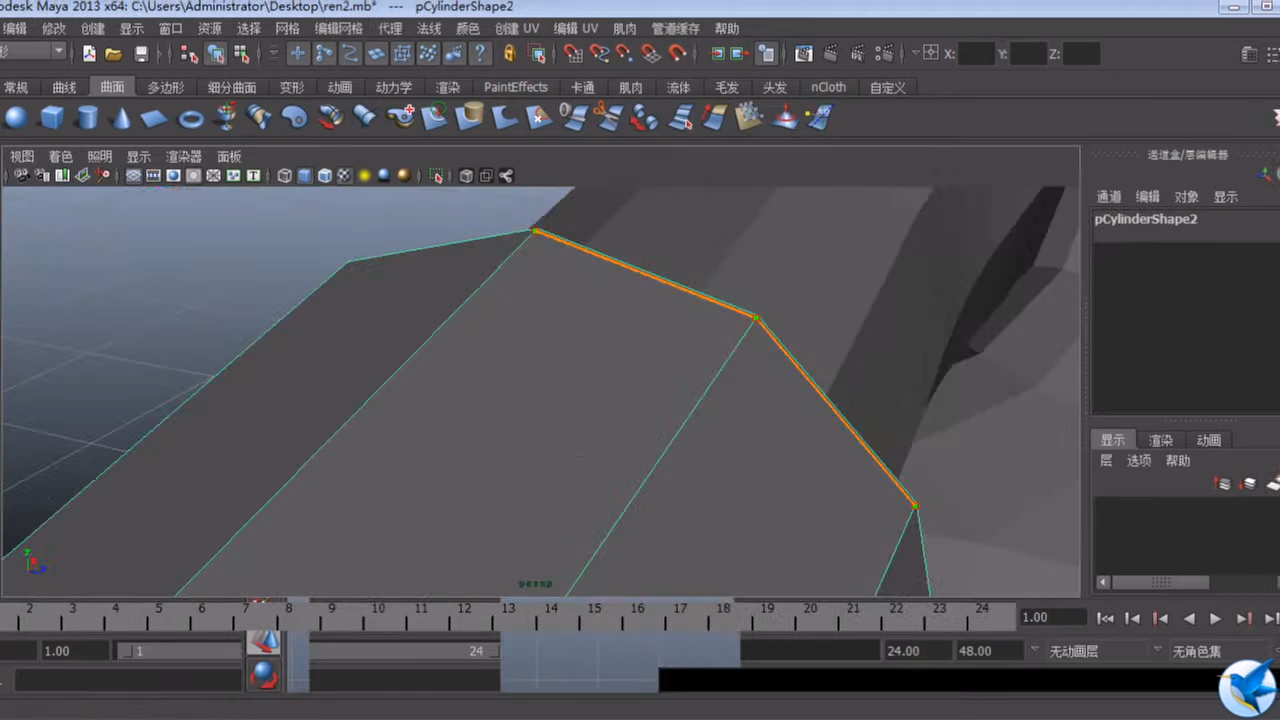 odesk Maya 2013 x64: C:\Users\Administrator\Desktop\ren2.mb* --- pCylinderShape2
编辑 修改 创建 显示 窗口 资源 选择 网格 编辑网格 代理 法线 颜色 创建 UV 编辑 UV 肌肉 管道缓存 帮助
X: Y: Z:
常规 曲线 曲面 多边形 细分曲面 变形 动画 动力学 渲染 PaintEffects 卡通 肌肉 流体 毛发 头发 nCloth 自定义
视图 着色 照明 显示 渲染器 面板
通道盒/层编辑器
通道 编辑 对象 显示
pCylinderShape2
显示 渲染 动画
层 选项 帮助
persp
2 3 4 5 6 7 8 9 10 11 12 13 14 15 16 17 18 19 20 21 22 23 24 1.00
1.00 1 24 24.00 48.00 无动画层 无角色集